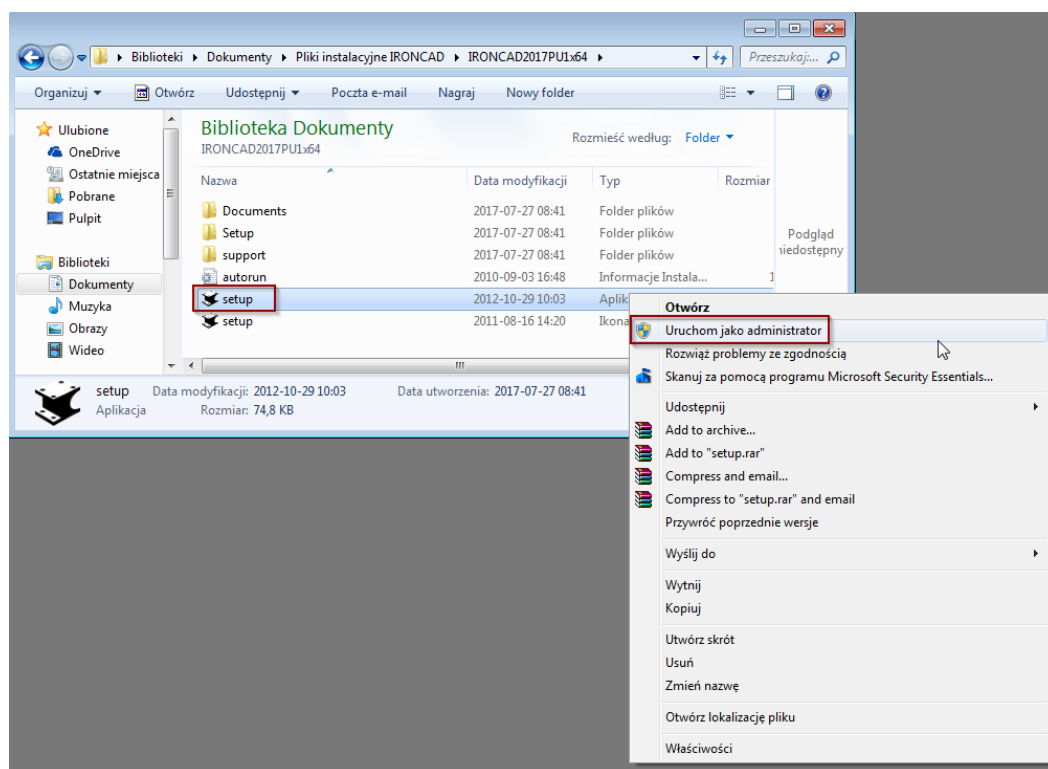 Biblioteki ▸ Dokumenty ▸ Pliki instalacyjne IRONCAD ▸ IRONCAD2017PU1x64 ▸
Przeszukaj:...
Organizuj Otwórz Udostępnij Poczta e-mail Nagraj Nowy folder
Ulubione
OneDrive
Ostatnie miejsca
Pobrane
Pulpit
Biblioteki
Dokumenty
Muzyka
Obrazy
Wideo
Biblioteka Dokumenty
IRONCAD2017PU1x64
Rozmieść według: Folder
Nazwa Data modyfikacji Typ Rozmiar
Documents 2017-07-27 08:41 Folder plików
Setup 2017-07-27 08:41 Folder plików
support 2017-07-27 08:41 Folder plików
autorun 2010-09-03 16:48 Informacje Instala... 1
setup 2012-10-29 10:03 Aplik
setup 2011-08-16 14:20 Ikona
Podgląd
niedostępny
setup Data modyfikacji: 2012-10-29 10:03 Data utworzenia: 2017-07-27 08:41
Aplikacja Rozmiar: 74,8 KB
Otwórz
Uruchom jako administrator
Rozwiąż problemy ze zgodnością
Skanuj za pomocą programu Microsoft Security Essentials...
Udostępnij
Add to archive...
Add to "setup.rar"
Compress and email...
Compress to "setup.rar" and email
Przywróć poprzednie wersje
Wyślij do
Wytnij
Kopiuj
Utwórz skrót
Usuń
Zmień nazwę
Otwórz lokalizację pliku
Właściwości